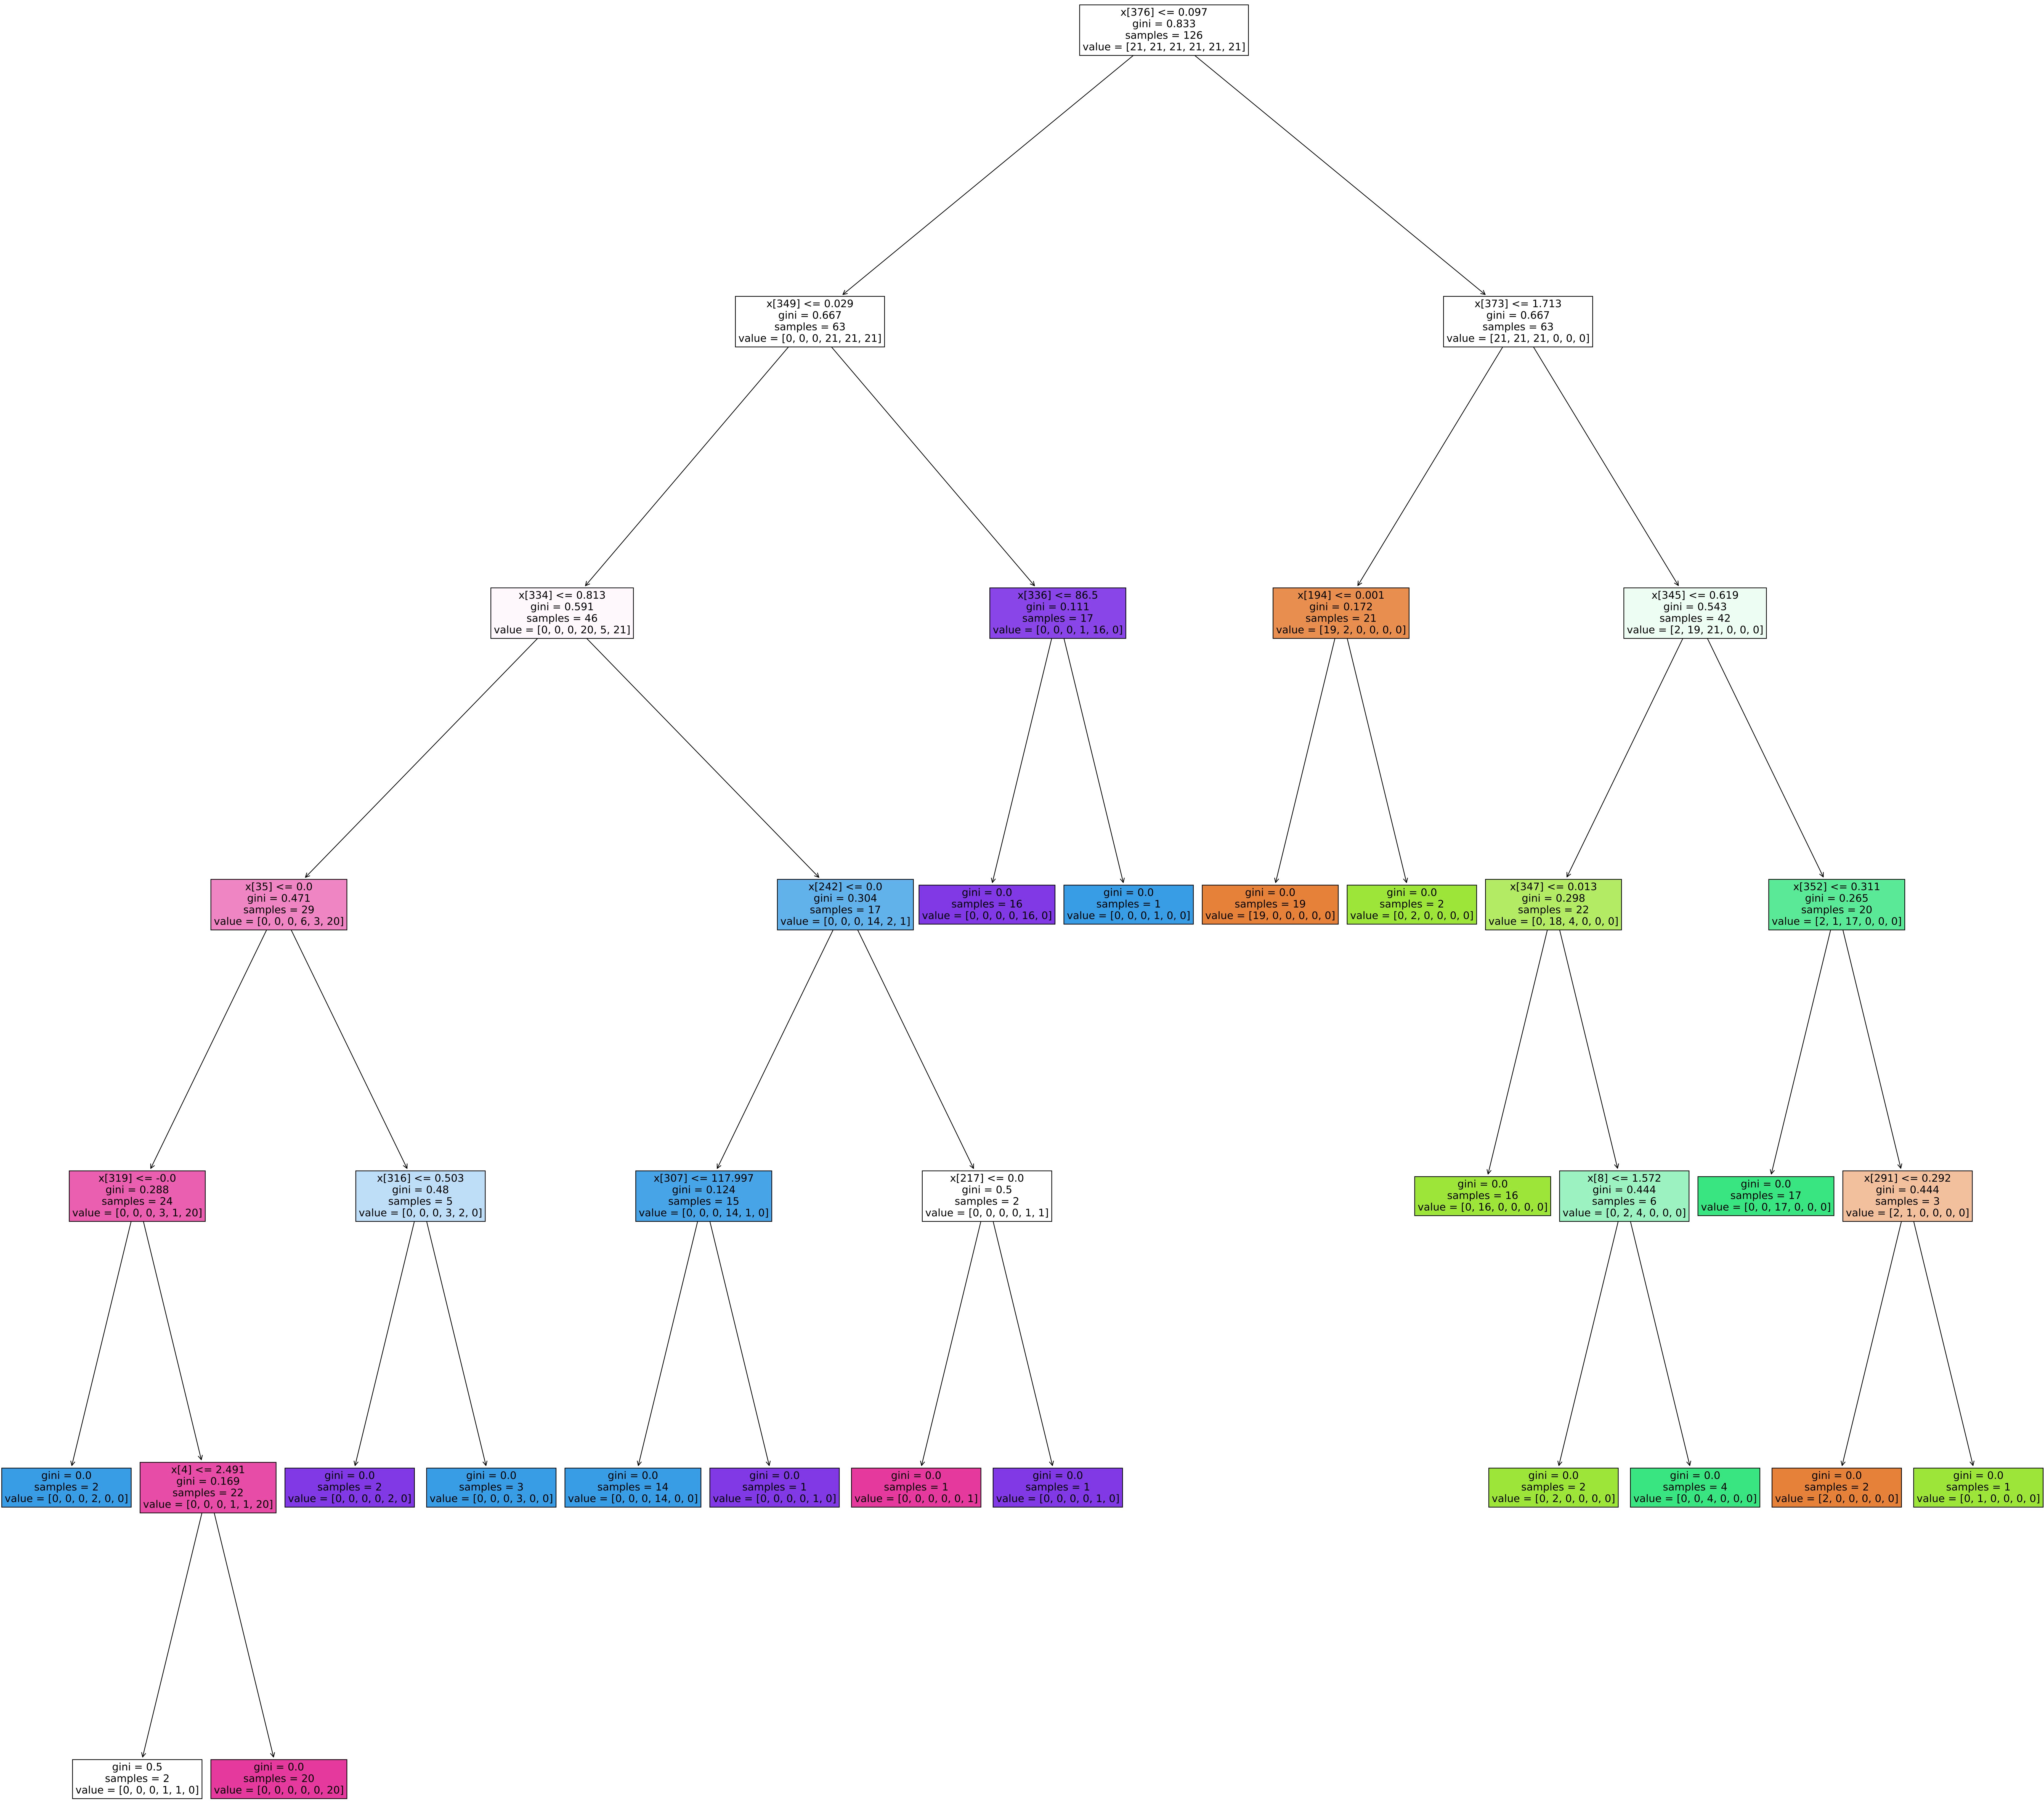 x[376] <= 0.097
gini = 0.833
samples = 126
value = [21, 21, 21, 21, 21, 21]
x[349] <= 0.029
gini = 0.667
samples = 63
value = [0, 0, 0, 21, 21, 21]
x[373] <= 1.713
gini = 0.667
samples = 63
value = [21, 21, 21, 0, 0, 0]
x[334] <= 0.813
gini = 0.591
samples = 46
value = [0, 0, 0, 20, 5, 21]
x[336] <= 86.5
gini = 0.111
samples = 17
value = [0, 0, 0, 1, 16, 0]
x[194] <= 0.001
gini = 0.172
samples = 21
value = [19, 2, 0, 0, 0, 0]
x[345] <= 0.619
gini = 0.543
samples = 42
value = [2, 19, 21, 0, 0, 0]
x[35] <= 0.0
gini = 0.471
samples = 29
value = [0, 0, 0, 6, 3, 20]
x[242] <= 0.0
gini = 0.304
samples = 17
value = [0, 0, 0, 14, 2, 1]
gini = 0.0
samples = 16
value = [0, 0, 0, 0, 16, 0]
gini = 0.0
samples = 1
value = [0, 0, 0, 1, 0, 0]
gini = 0.0
samples = 19
value = [19, 0, 0, 0, 0, 0]
gini = 0.0
samples = 2
value = [0, 2, 0, 0, 0, 0]
x[347] <= 0.013
gini = 0.298
samples = 22
value = [0, 18, 4, 0, 0, 0]
x[352] <= 0.311
gini = 0.265
samples = 20
value = [2, 1, 17, 0, 0, 0]
x[319] <= -0.0
gini = 0.288
samples = 24
value = [0, 0, 0, 3, 1, 20]
x[316] <= 0.503
gini = 0.48
samples = 5
value = [0, 0, 0, 3, 2, 0]
x[307] <= 117.997
gini = 0.124
samples = 15
value = [0, 0, 0, 14, 1, 0]
x[217] <= 0.0
gini = 0.5
samples = 2
value = [0, 0, 0, 0, 1, 1]
gini = 0.0
samples = 16
value = [0, 16, 0, 0, 0, 0]
x[8] <= 1.572
gini = 0.444
samples = 6
value = [0, 2, 4, 0, 0, 0]
gini = 0.0
samples = 17
value = [0, 0, 17, 0, 0, 0]
x[291] <= 0.292
gini = 0.444
samples = 3
value = [2, 1, 0, 0, 0, 0]
gini = 0.0
samples = 2
value = [0, 0, 0, 2, 0, 0]
x[4] <= 2.491
gini = 0.169
samples = 22
value = [0, 0, 0, 1, 1, 20]
gini = 0.0
samples = 2
value = [0, 0, 0, 0, 2, 0]
gini = 0.0
samples = 3
value = [0, 0, 0, 3, 0, 0]
gini = 0.0
samples = 14
value = [0, 0, 0, 14, 0, 0]
gini = 0.0
samples = 1
value = [0, 0, 0, 0, 1, 0]
gini = 0.0
samples = 1
value = [0, 0, 0, 0, 0, 1]
gini = 0.0
samples = 1
value = [0, 0, 0, 0, 1, 0]
gini = 0.0
samples = 2
value = [0, 2, 0, 0, 0, 0]
gini = 0.0
samples = 4
value = [0, 0, 4, 0, 0, 0]
gini = 0.0
samples = 2
value = [2, 0, 0, 0, 0, 0]
gini = 0.0
samples = 1
value = [0, 1, 0, 0, 0, 0]
gini = 0.5
samples = 2
value = [0, 0, 0, 1, 1, 0]
gini = 0.0
samples = 20
value = [0, 0, 0, 0, 0, 20]